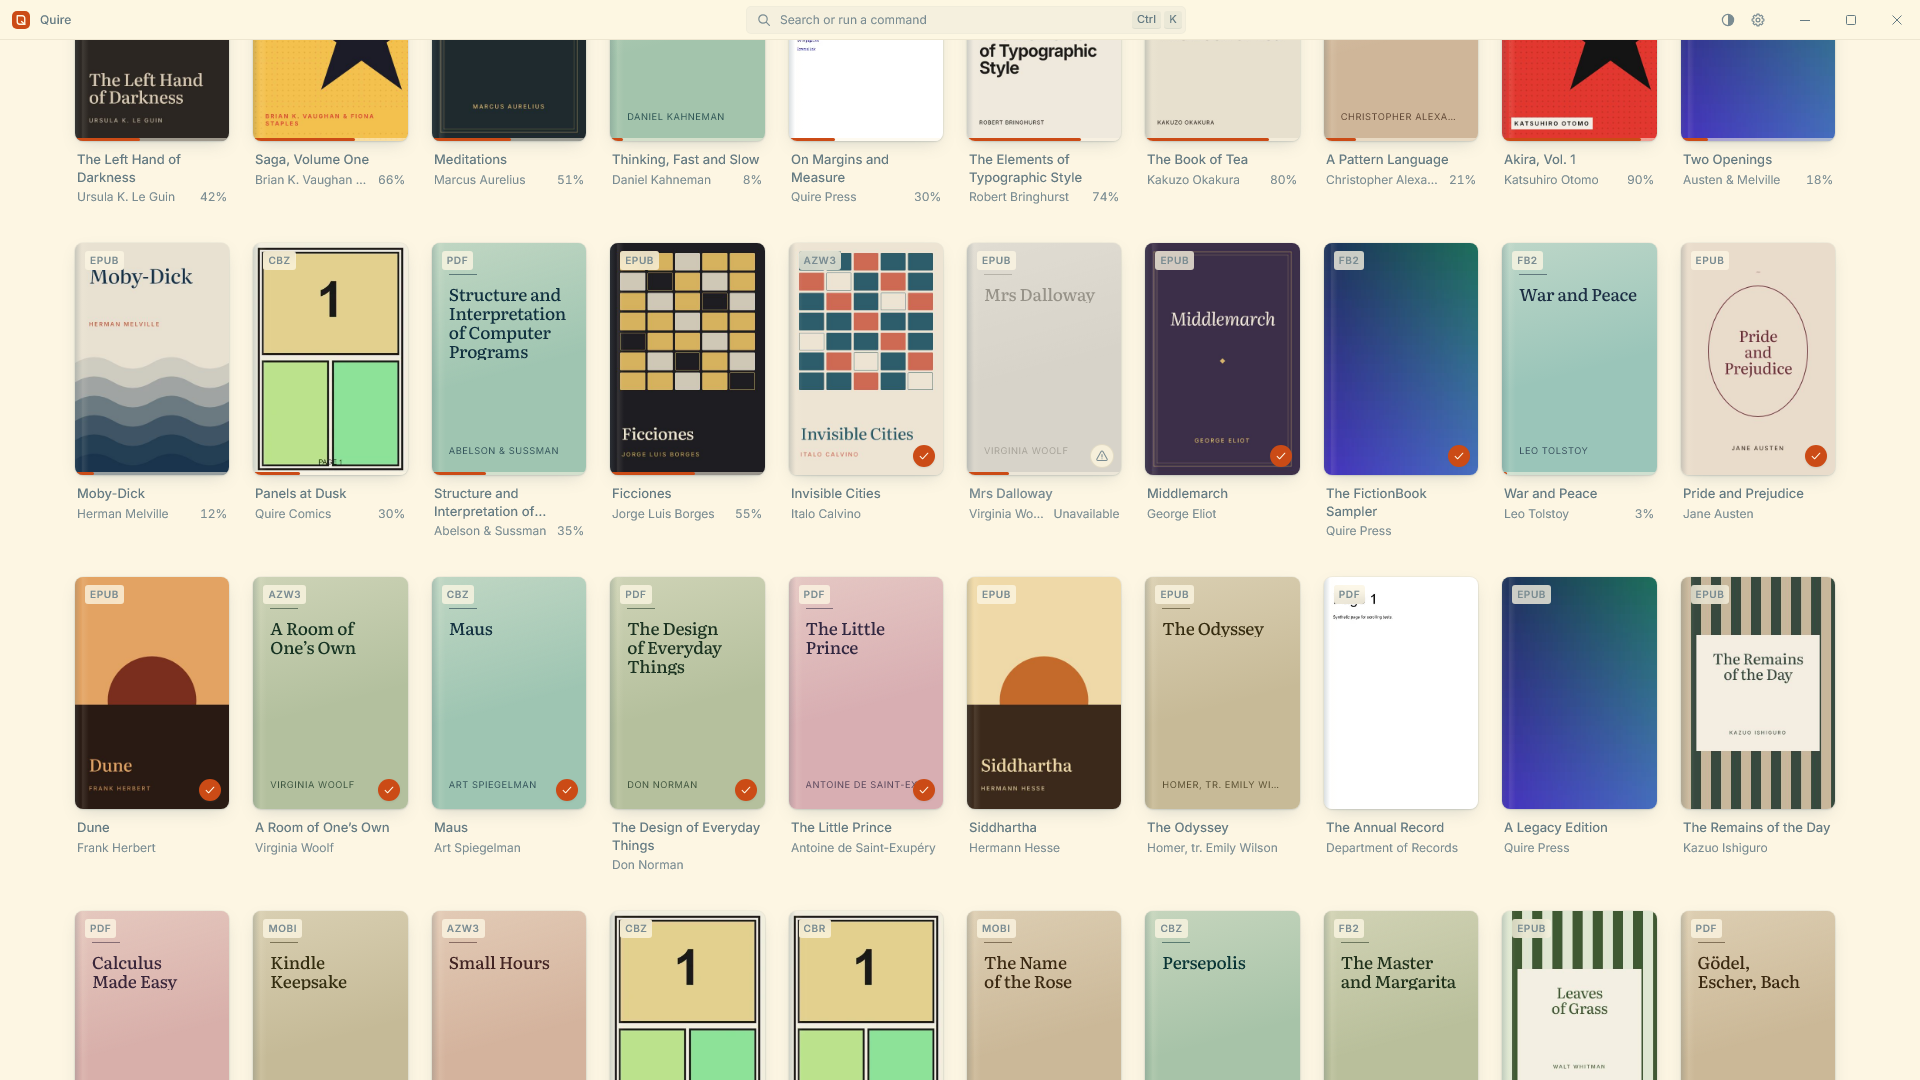 Quire
Search or run a command
Ctrl K
The Left Hand
of Darkness
URSULA K. LE GUIN
BRIAN K. VAUGHAN & FIONA
STAPLES
MARCUS AURELIUS
DANIEL KAHNEMAN
of Typographic
Style
ROBERT BRINGHURST
KAKUZO OKAKURA
CHRISTOPHER ALEXA...
KATSUHIRO OTOMO
The Left Hand of
Darkness
Ursula K. Le Guin 42%
Saga, Volume One
Brian K. Vaughan ... 66%
Meditations
Marcus Aurelius 51%
Thinking, Fast and Slow
Daniel Kahneman 8%
On Margins and
Measure
Quire Press 30%
The Elements of
Typographic Style
Robert Bringhurst 74%
The Book of Tea
Kakuzo Okakura 80%
A Pattern Language
Christopher Alexa... 21%
Akira, Vol. 1
Katsuhiro Otomo 90%
Two Openings
Austen & Melville 18%
EPUB
Moby-Dick
HERMAN MELVILLE
Moby-Dick
Herman Melville 12%
CBZ
1
PAGE 1
Panels at Dusk
Quire Comics 30%
PDF
Structure and
Interpretation
of Computer
Programs
ABELSON & SUSSMAN
Structure and
Interpretation of...
Abelson & Sussman 35%
EPUB
Ficciones
JORGE LUIS BORGES
Ficciones
Jorge Luis Borges 55%
AZW3
Invisible Cities
ITALO CALVINO
Invisible Cities
Italo Calvino
EPUB
Mrs Dalloway
VIRGINIA WOOLF
Mrs Dalloway
Virginia Wo... Unavailable
EPUB
Middlemarch
GEORGE ELIOT
Middlemarch
George Eliot
FB2
The FictionBook
Sampler
Quire Press
FB2
War and Peace
LEO TOLSTOY
War and Peace
Leo Tolstoy 3%
EPUB
Pride
and
Prejudice
JANE AUSTEN
Pride and Prejudice
Jane Austen
EPUB
Dune
FRANK HERBERT
Dune
Frank Herbert
AZW3
A Room of
One’s Own
VIRGINIA WOOLF
A Room of One’s Own
Virginia Woolf
CBZ
Maus
ART SPIEGELMAN
Maus
Art Spiegelman
PDF
The Design
of Everyday
Things
DON NORMAN
The Design of Everyday
Things
Don Norman
PDF
The Little
Prince
ANTOINE DE SAINT-EX
The Little Prince
Antoine de Saint-Exupéry
EPUB
Siddhartha
HERMANN HESSE
Siddhartha
Hermann Hesse
EPUB
The Odyssey
HOMER, TR. EMILY WI...
The Odyssey
Homer, tr. Emily Wilson
PDF
1
Synthetic page for scrolling tests.
The Annual Record
Department of Records
EPUB
A Legacy Edition
Quire Press
EPUB
The Remains
of the Day
KAZUO ISHIGURO
The Remains of the Day
Kazuo Ishiguro
PDF
Calculus
Made Easy
MOBI
Kindle
Keepsake
AZW3
Small Hours
CBZ
1
CBR
1
MOBI
The Name
of the Rose
CBZ
Persepolis
FB2
The Master
and Margarita
EPUB
Leaves
of Grass
WALT WHITMAN
PDF
Gödel,
Escher, Bach